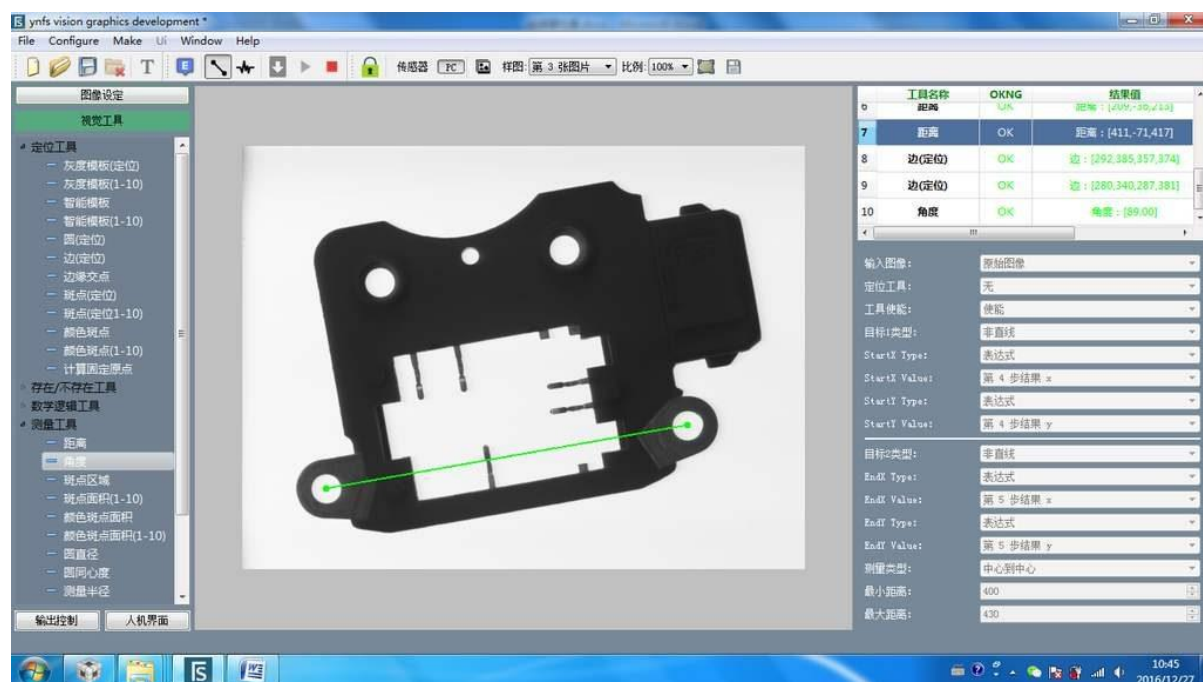 ynfs vision graphics development *
File Configure Make Ui Window Help
T E 传感器 PC 样图: 第 3 张图片 比例: 100%
图像设定
视觉工具
定位工具
灰度模板(定位)
灰度模板(1-10)
智能模板
智能模板(1-10)
圆(定位)
边(定位)
边缘交点
斑点(定位)
斑点(定位1-10)
颜色斑点
颜色斑点(1-10)
计算固定原点
存在/不存在工具
数学逻辑工具
测量工具
距离
角度
斑点区域
斑点面积(1-10)
颜色斑点面积
颜色斑点面积(1-10)
圆直径
圆同心度
测量半径
输出控制 人机界面
工具名称 OKNG 结果值
6 距离 OK 距离：[209,-36,213]
7 距离 OK 距离：[411,-71,417]
8 边(定位) OK 边：[292,385,357,374]
9 边(定位) OK 边：[280,340,287,381]
10 角度 OK 角度：[89.00]
输入图像: 原始图像
定位工具: 无
工具使能: 使能
目标1类型: 非直线
StartX Type: 表达式
StartX Value: 第 4 步结果 x
StartY Type: 表达式
StartY Value: 第 4 步结果 y
目标2类型: 非直线
EndX Type: 表达式
EndX Value: 第 5 步结果 x
EndY Type: 表达式
EndY Value: 第 5 步结果 y
测量类型: 中心到中心
最小距离: 400
最大距离: 430
10:45
2016/12/27